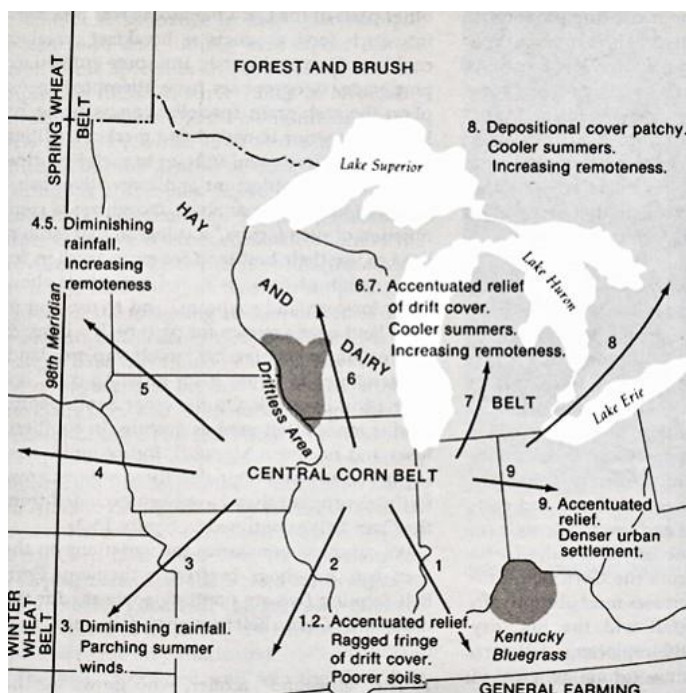 FOREST AND BRUSH
SPRING WHEAT
BELT
8. Depositional cover patchy.
Cooler summers.
Increasing remoteness.
Lake Superior
HAY
4.5. Diminishing
rainfall.
Increasing
remoteness
AND
6.7. Accentuated relief
of drift cover.
Cooler summers.
Increasing remoteness.
Lake Huron
98th Meridian
DAIRY
8
5
Driftless Area
7
BELT
Lake Erie
4
CENTRAL CORN BELT
9
9. Accentuated
relief.
Denser urban
settlement.
3
2
1
WINTER
WHEAT
BELT
3. Diminishing rainfall.
Parching summer
winds.
1.2. Accentuated relief.
Ragged fringe
of drift cover.
Poorer soils.
Kentucky
Bluegrass
GENERAL FARMING